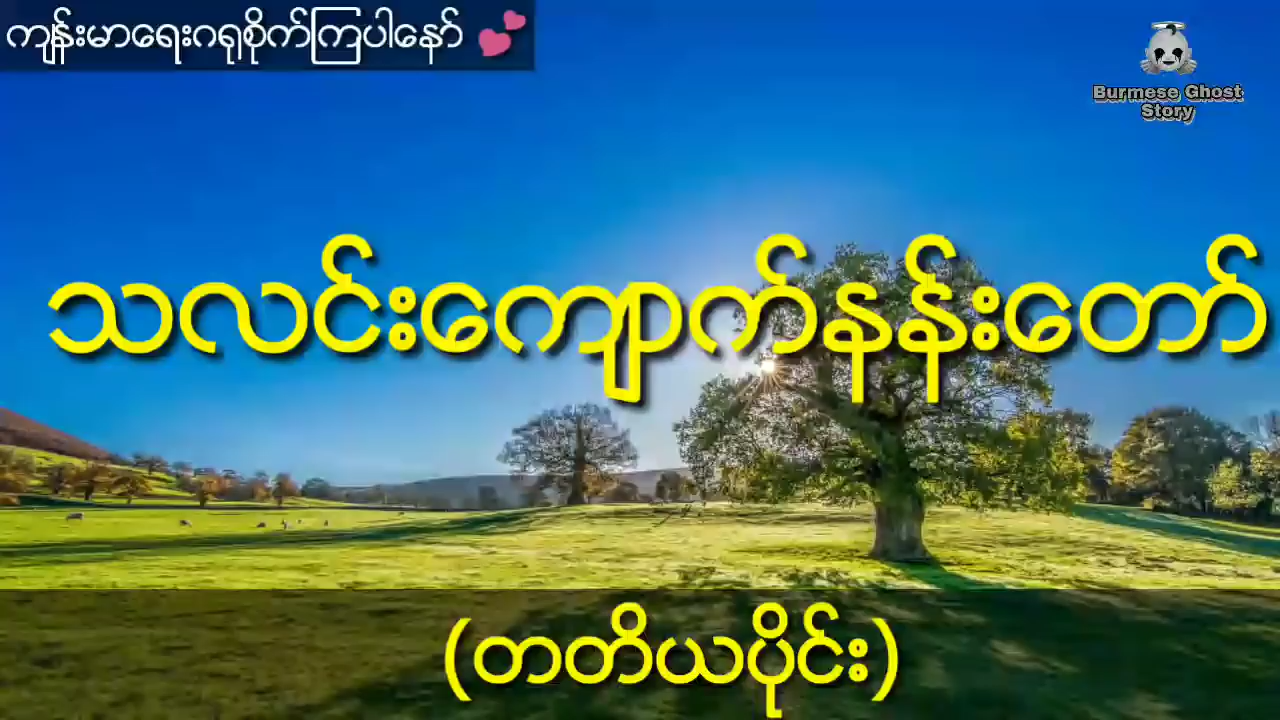 ကျန်းမာရေးဂရုစိုက်ကြပါနော် 💕
Burmese Ghost
Story
သလင်းကျောက်နန်းတော်
(တတိယပိုင်း)